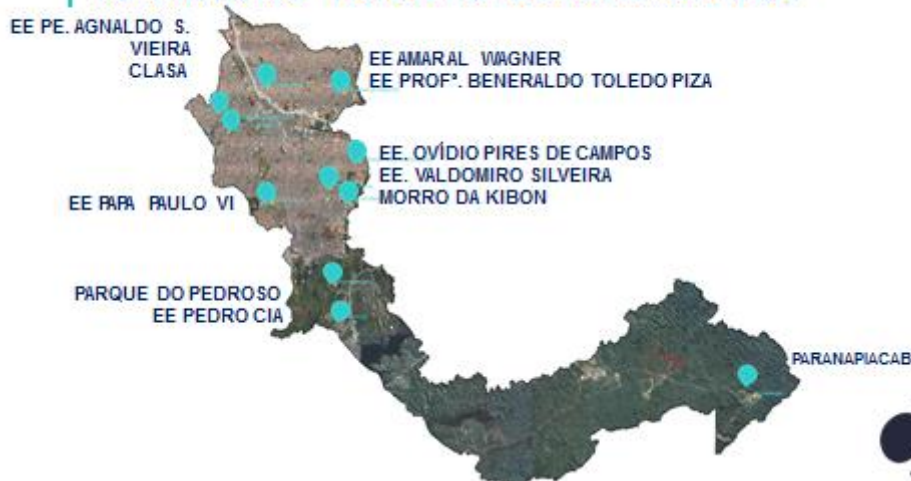 EE PE. AGNALDO S.
VIEIRA
CLASA
EE AMARAL WAGNER
EE PROFª. BENERALDO TOLEDO PIZA
EE. OVÍDIO PIRES DE CAMPOS
EE. VALDOMIRO SILVEIRA
MORRO DA KIBON
EE PAPA PAULO VI
PARQUE DO PEDROSO
EE PEDRO CIA
PARANAPIACAB